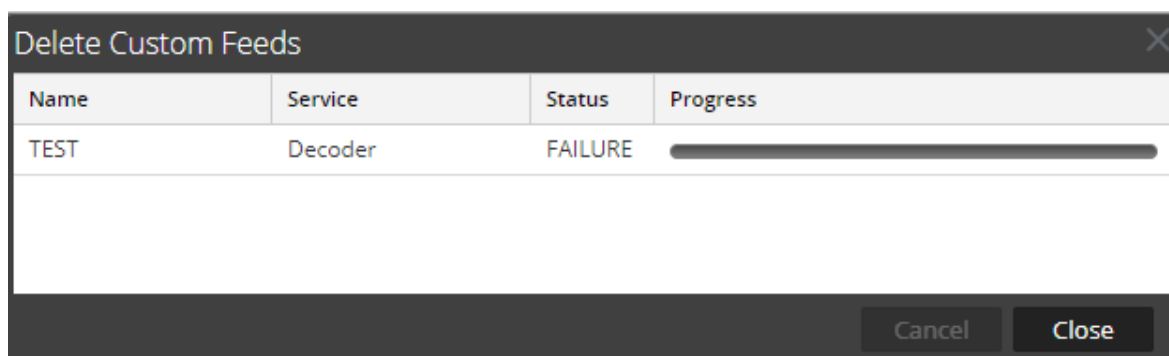 Delete Custom Feeds
Name Service Status Progress
TEST Decoder FAILURE
Cancel Close